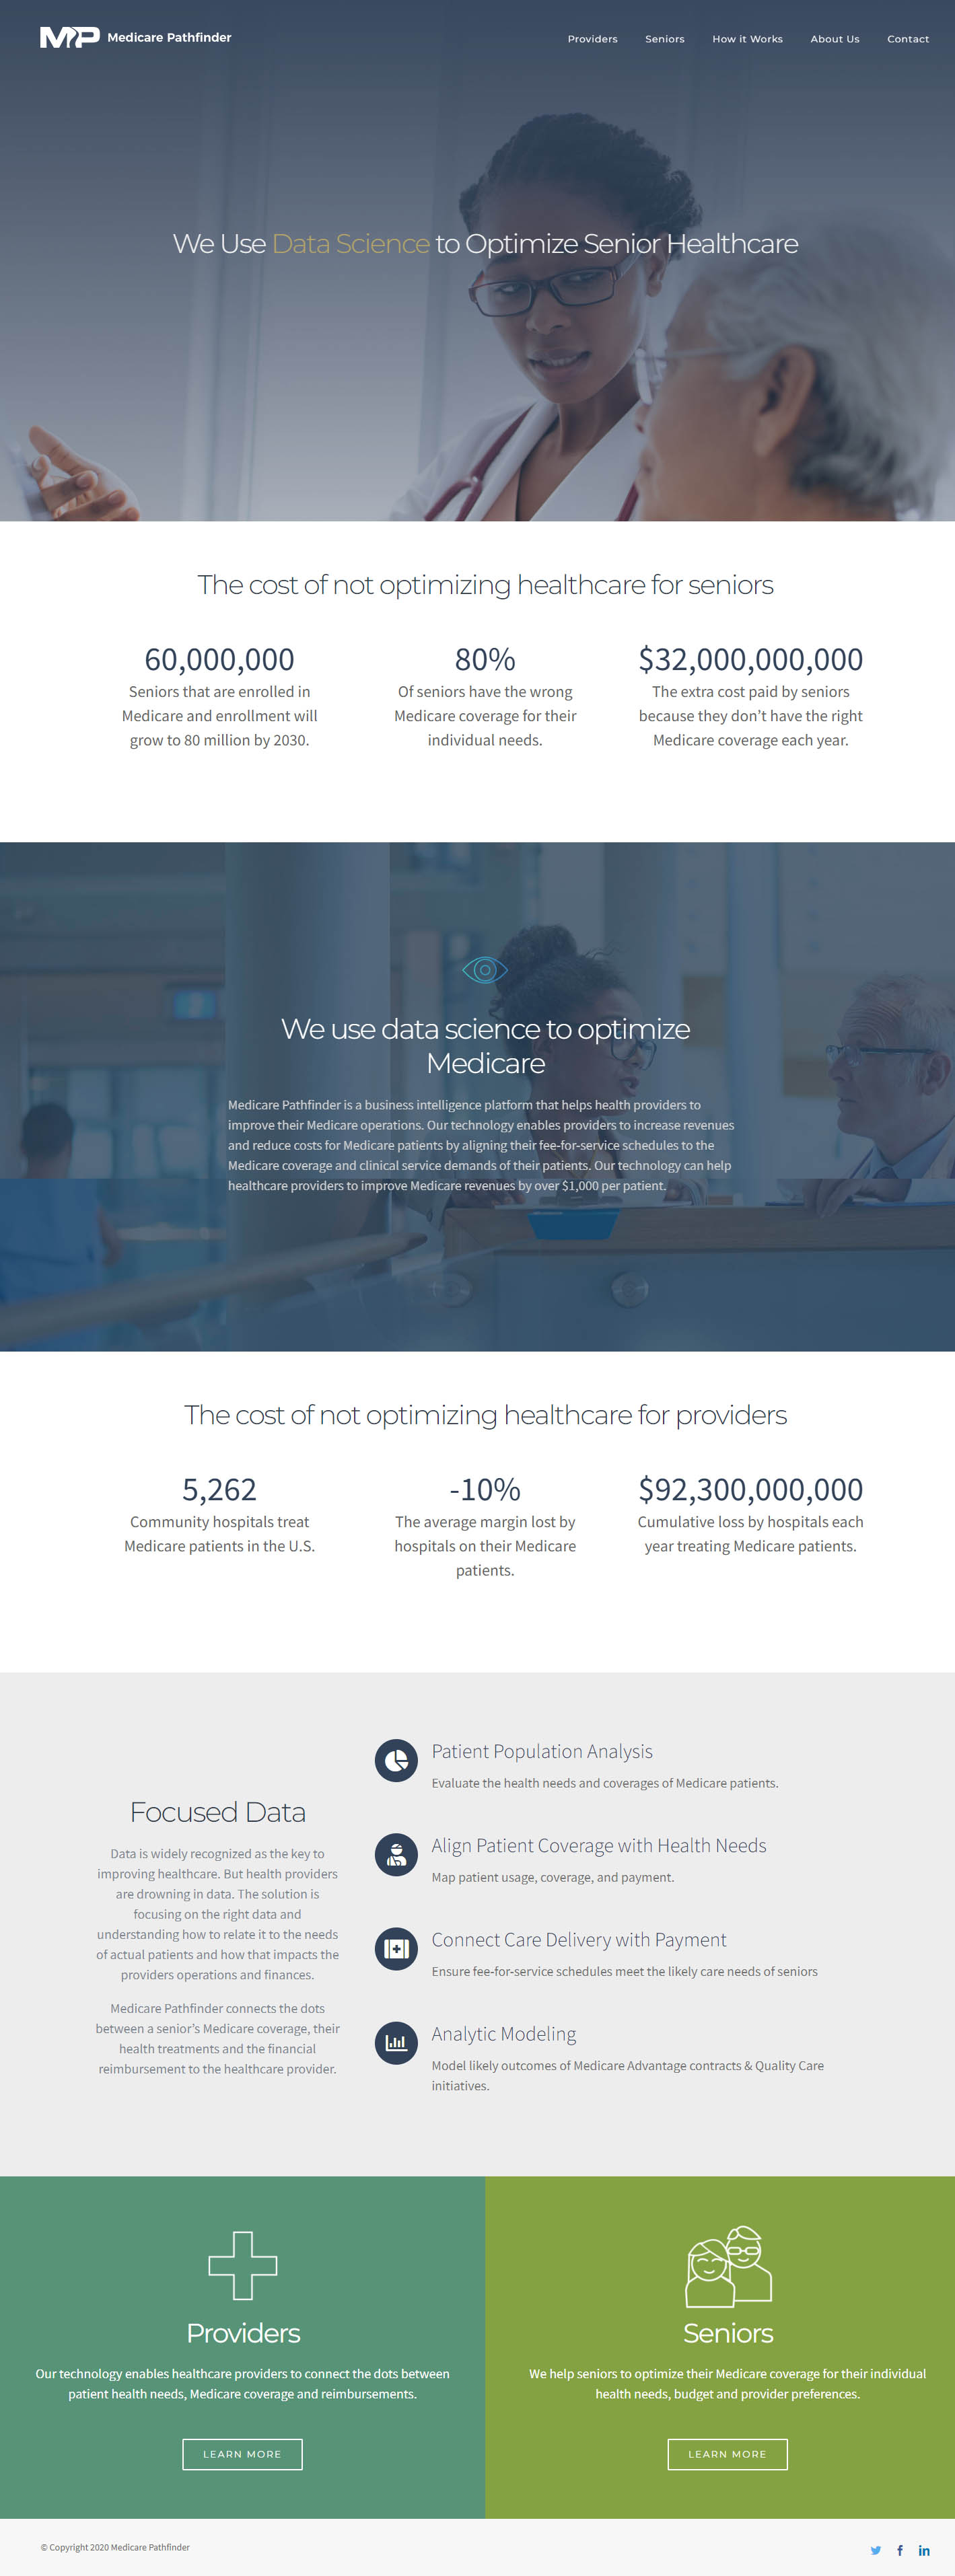 MP Medicare Pathfinder
Providers Seniors How it Works About Us Contact
We Use Data Science to Optimize Senior Healthcare
The cost of not optimizing healthcare for seniors
60,000,000
Seniors that are enrolled in
Medicare and enrollment will
grow to 80 million by 2030.
80%
Of seniors have the wrong
Medicare coverage for their
individual needs.
$32,000,000,000
The extra cost paid by seniors
because they don’t have the right
Medicare coverage each year.
We use data science to optimize
Medicare
Medicare Pathfinder is a business intelligence platform that helps health providers to
improve their Medicare operations. Our technology enables providers to increase revenues
and reduce costs for Medicare patients by aligning their fee-for-service schedules to the
Medicare coverage and clinical service demands of their patients. Our technology can help
healthcare providers to improve Medicare revenues by over $1,000 per patient.
The cost of not optimizing healthcare for providers
5,262
Community hospitals treat
Medicare patients in the U.S.
-10%
The average margin lost by
hospitals on their Medicare
patients.
$92,300,000,000
Cumulative loss by hospitals each
year treating Medicare patients.
Focused Data
Data is widely recognized as the key to
improving healthcare. But health providers
are drowning in data. The solution is
focusing on the right data and
understanding how to relate it to the needs
of actual patients and how that impacts the
providers operations and finances.
Medicare Pathfinder connects the dots
between a senior’s Medicare coverage, their
health treatments and the financial
reimbursement to the healthcare provider.
Patient Population Analysis
Evaluate the health needs and coverages of Medicare patients.
Align Patient Coverage with Health Needs
Map patient usage, coverage, and payment.
Connect Care Delivery with Payment
Ensure fee-for-service schedules meet the likely care needs of seniors
Analytic Modeling
Model likely outcomes of Medicare Advantage contracts & Quality Care
initiatives.
Providers
Our technology enables healthcare providers to connect the dots between
patient health needs, Medicare coverage and reimbursements.
LEARN MORE
Seniors
We help seniors to optimize their Medicare coverage for their individual
health needs, budget and provider preferences.
LEARN MORE
© Copyright 2020 Medicare Pathfinder